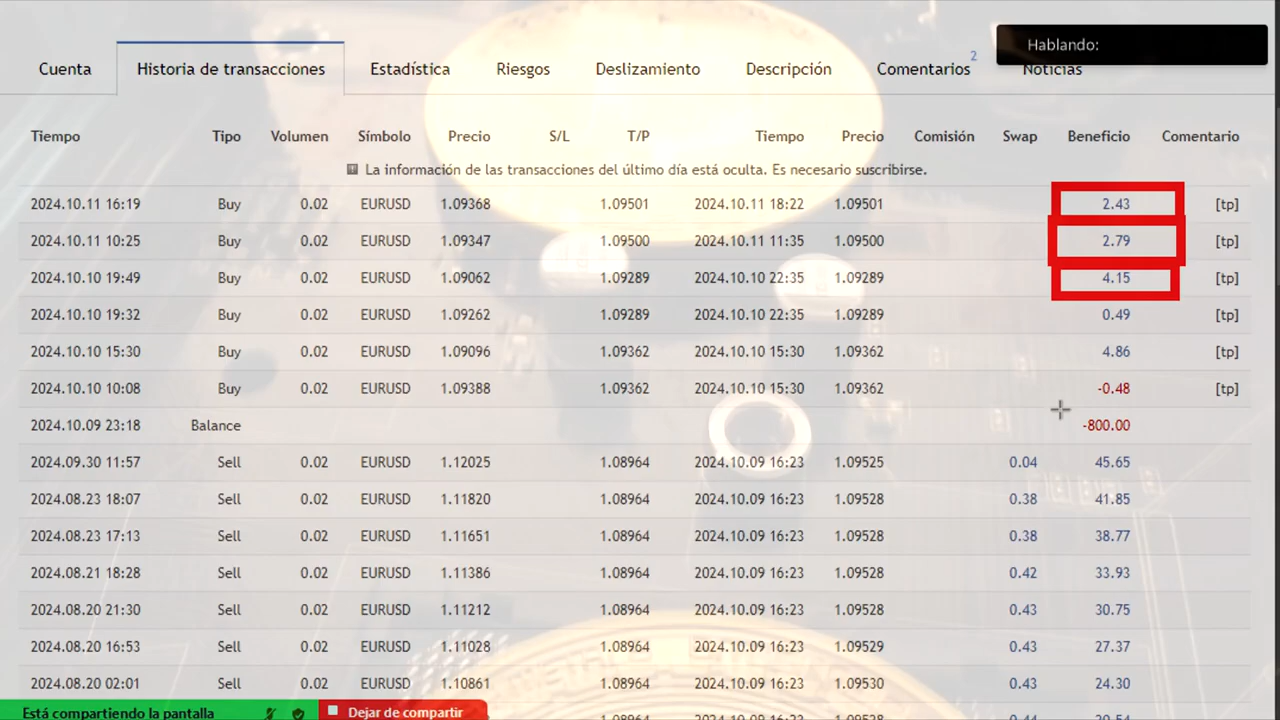 Hablando:
2
Cuenta Historia de transacciones Estadística Riesgos Deslizamiento Descripción Comentarios Noticias
Tiempo Tipo Volumen Símbolo Precio S/L T/P Tiempo Precio Comisión Swap Beneficio Comentario
La información de las transacciones del último día está oculta. Es necesario suscribirse.
2024.10.11 16:19 Buy 0.02 EURUSD 1.09368 1.09501 2024.10.11 18:22 1.09501 2.43 [tp]
2024.10.11 10:25 Buy 0.02 EURUSD 1.09347 1.09500 2024.10.11 11:35 1.09500 2.79 [tp]
2024.10.10 19:49 Buy 0.02 EURUSD 1.09062 1.09289 2024.10.10 22:35 1.09289 4.15 [tp]
2024.10.10 19:32 Buy 0.02 EURUSD 1.09262 1.09289 2024.10.10 22:35 1.09289 0.49 [tp]
2024.10.10 15:30 Buy 0.02 EURUSD 1.09096 1.09362 2024.10.10 15:30 1.09362 4.86 [tp]
2024.10.10 10:08 Buy 0.02 EURUSD 1.09388 1.09362 2024.10.10 15:30 1.09362 -0.48 [tp]
2024.10.09 23:18 Balance -800.00
2024.09.30 11:57 Sell 0.02 EURUSD 1.12025 1.08964 2024.10.09 16:23 1.09525 0.04 45.65
2024.08.23 18:07 Sell 0.02 EURUSD 1.11820 1.08964 2024.10.09 16:23 1.09528 0.38 41.85
2024.08.23 17:13 Sell 0.02 EURUSD 1.11651 1.08964 2024.10.09 16:23 1.09528 0.38 38.77
2024.08.21 18:28 Sell 0.02 EURUSD 1.11386 1.08964 2024.10.09 16:23 1.09528 0.42 33.93
2024.08.20 21:30 Sell 0.02 EURUSD 1.11212 1.08964 2024.10.09 16:23 1.09528 0.43 30.75
2024.08.20 16:53 Sell 0.02 EURUSD 1.11028 1.08964 2024.10.09 16:23 1.09529 0.43 27.37
2024.08.20 02:01 Sell 0.02 EURUSD 1.10861 1.08964 2024.10.09 16:23 1.09530 0.43 24.30
Está compartiendo la pantalla Dejar de compartir